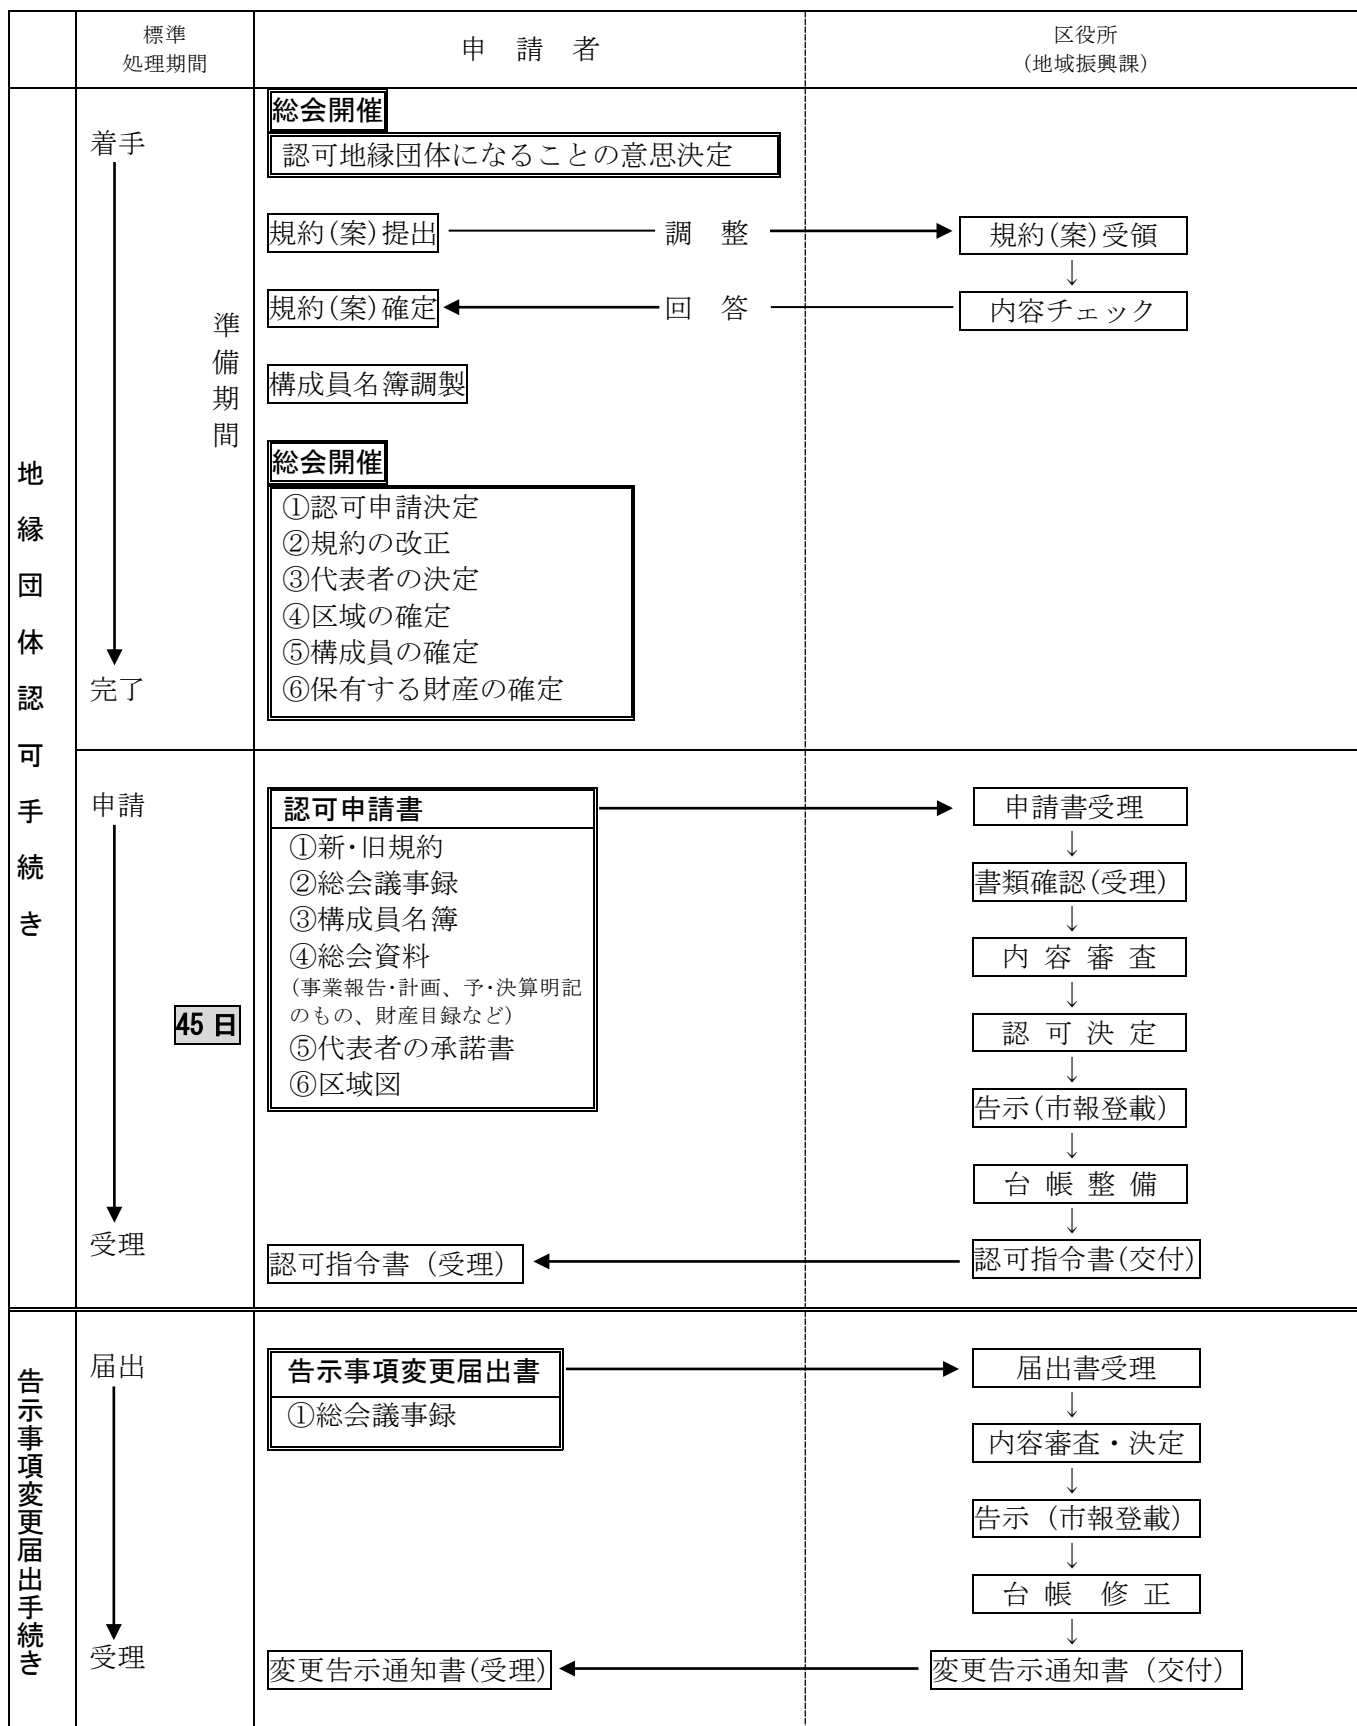 標準
処理期間
申　請　者
区役所
(地域振興課)
地縁団体認可手続き
着手
準備期間
完了
総会開催
認可地縁団体になることの意思決定
規約(案)提出
調　整
規約(案)受領
↓
規約(案)確定
回　答
内容チェック
構成員名簿調製
総会開催
①認可申請決定
②規約の改正
③代表者の決定
④区域の確定
⑤構成員の確定
⑥保有する財産の確定
申請
45 日
受理
認可申請書
①新・旧規約
②総会議事録
③構成員名簿
④総会資料
(事業報告・計画、予・決算明記
のもの、財産目録など)
⑤代表者の承諾書
⑥区域図
申請書受理
↓
書類確認(受理)
↓
内 容 審 査
↓
認 可 決 定
↓
告示(市報登載)
↓
台 帳 整 備
↓
認可指令書（受理）
認可指令書(交付)
告示事項変更届出手続き
届出
受理
告示事項変更届出書
①総会議事録
届出書受理
↓
内容審査・決定
↓
告示（市報登載）
↓
台 帳　修 正
↓
変更告示通知書(受理)
変更告示通知書（交付）